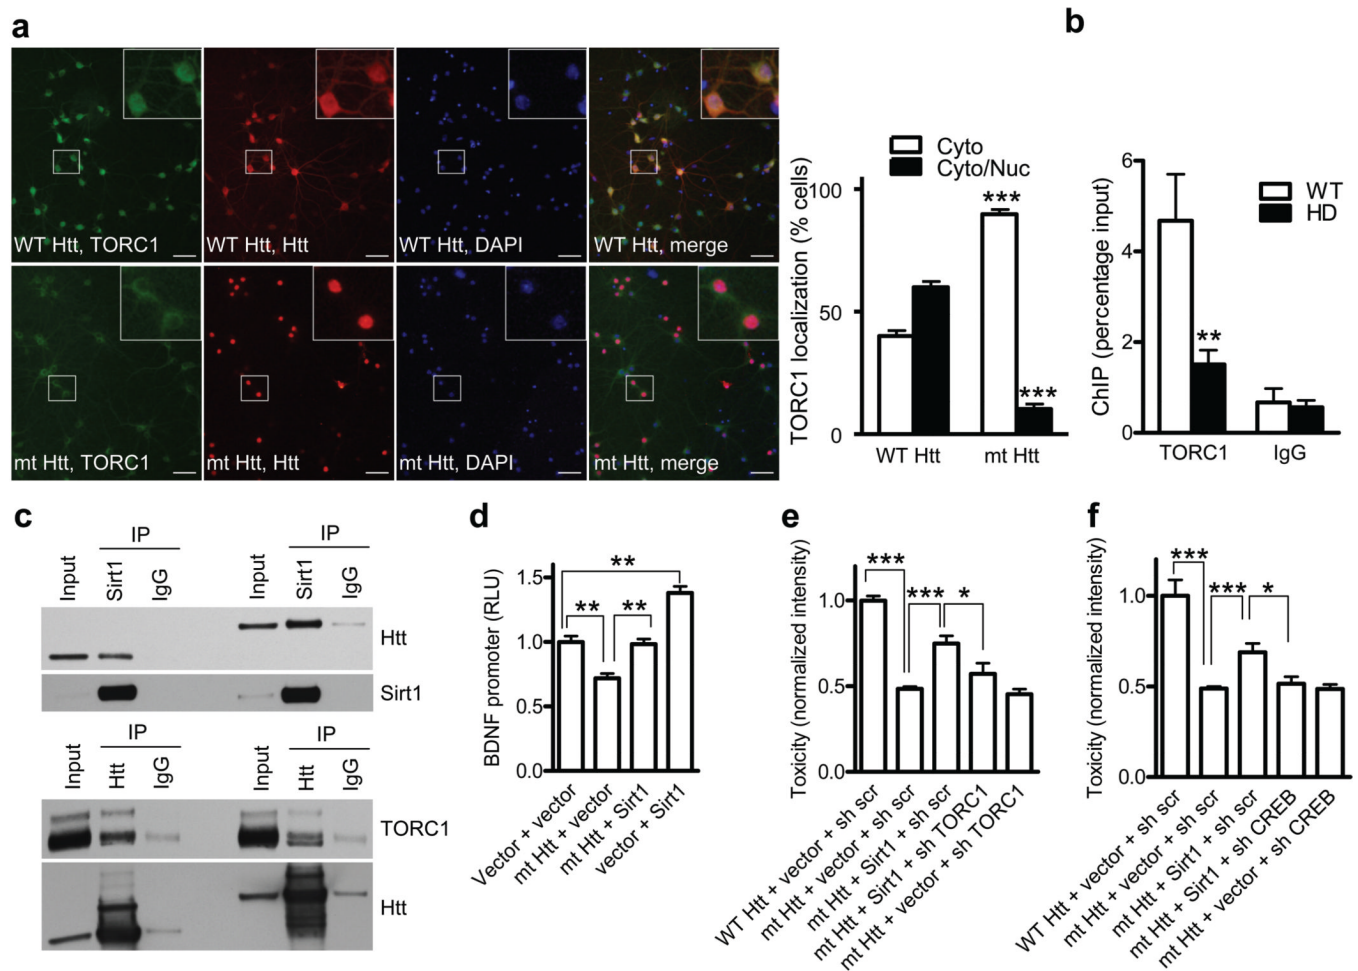 a
WT Htt, TORC1
WT Htt, Htt
WT Htt, DAPI
WT Htt, merge
mt Htt, TORC1
mt Htt, Htt
mt Htt, DAPI
mt Htt, merge
TORC1 localization (% cells)
Cyto
Cyto/Nuc
100
50
0
***
***
WT Htt
mt Htt
b
ChIP (percentage input)
6
4
2
0
WT
HD
**
TORC1
IgG
c
IP
IP
Input
Sirt1
IgG
Input
Sirt1
IgG
Htt
Sirt1
IP
IP
Input
Htt
IgG
Input
Htt
IgG
TORC1
Htt
d
BDNF promoter (RLU)
1.5
1.0
0.5
0.0
**
**
**
Vector + vector
mt Htt + vector
mt Htt + Sirt1
vector + Sirt1
e
Toxicity (normalized intensity)
1.0
0.5
0.0
***
***
*
WT Htt + vector + sh scr
mt Htt + vector + sh scr
mt Htt + Sirt1 + sh scr
mt Htt + Sirt1 + sh TORC1
mt Htt + vector + sh TORC1
f
Toxicity (normalized intensity)
1.0
0.5
0.0
***
***
*
WT Htt + vector + sh scr
mt Htt + vector + sh scr
mt Htt + Sirt1 + sh scr
mt Htt + Sirt1 + sh CREB
mt Htt + vector + sh CREB